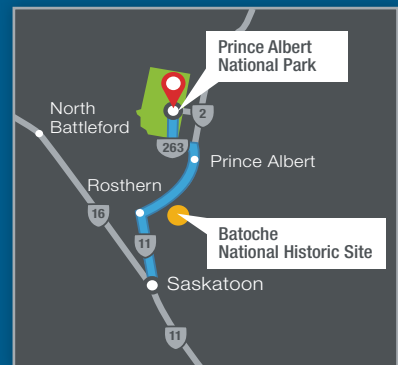 Prince Albert
National Park
North
Battleford
2
263
Prince Albert
Rosthern
16
11
Batoche
National Historic Site
Saskatoon
11